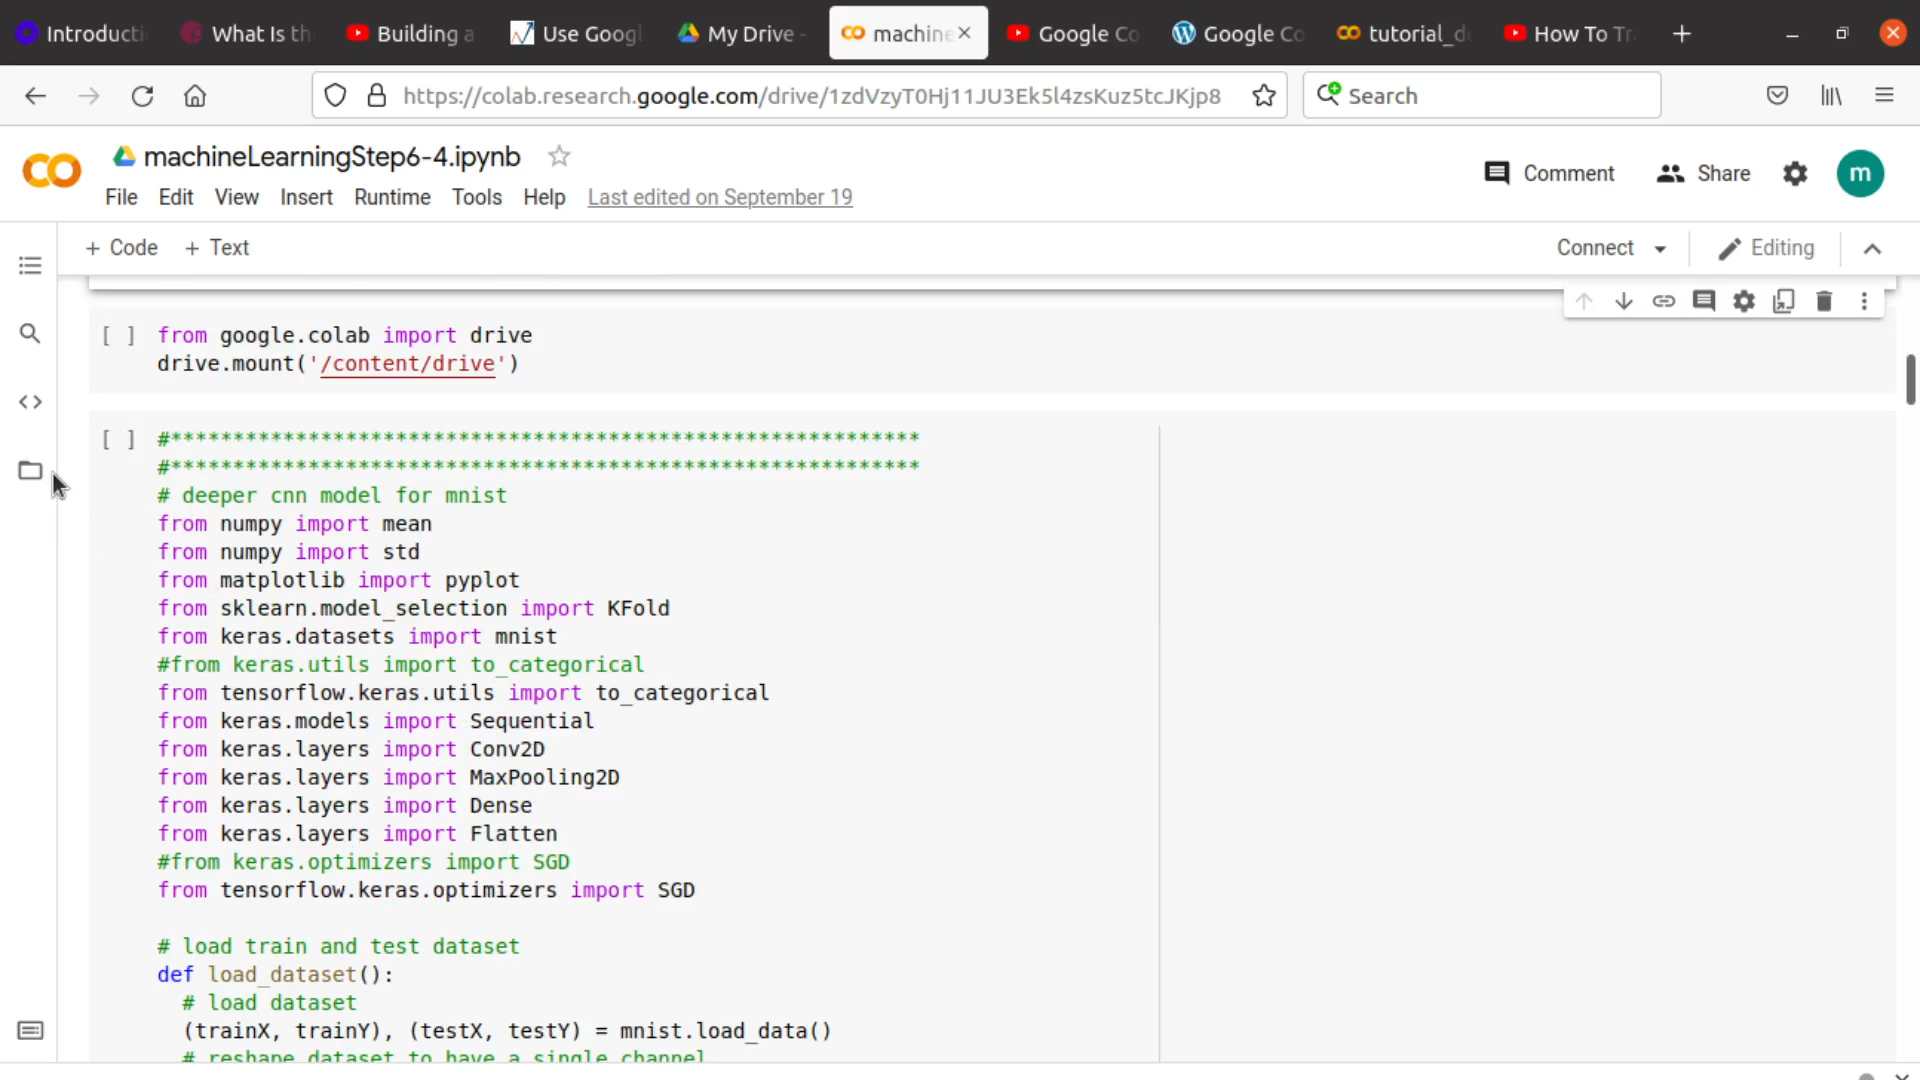 Introducti
What Is th
Building a
Use Googl
My Drive -
machine
Google Co
Google Co
tutorial_d
How To Tr
https://colab.research.google.com/drive/1zdVzyT0Hj11JU3Ek5l4zsKuz5tcJKjp8
Search
machineLearningStep6-4.ipynb
Comment
Share
m
File Edit View Insert Runtime Tools Help Last edited on September 19
+ Code + Text
Connect
Editing
[ ] from google.colab import drive
drive.mount('/content/drive')
[ ] #************************************************************
#************************************************************
# deeper cnn model for mnist
from numpy import mean
from numpy import std
from matplotlib import pyplot
from sklearn.model_selection import KFold
from keras.datasets import mnist
#from keras.utils import to_categorical
from tensorflow.keras.utils import to_categorical
from keras.models import Sequential
from keras.layers import Conv2D
from keras.layers import MaxPooling2D
from keras.layers import Dense
from keras.layers import Flatten
#from keras.optimizers import SGD
from tensorflow.keras.optimizers import SGD
# load train and test dataset
def load_dataset():
# load dataset
(trainX, trainY), (testX, testY) = mnist.load_data()
# reshape dataset to have a single channel